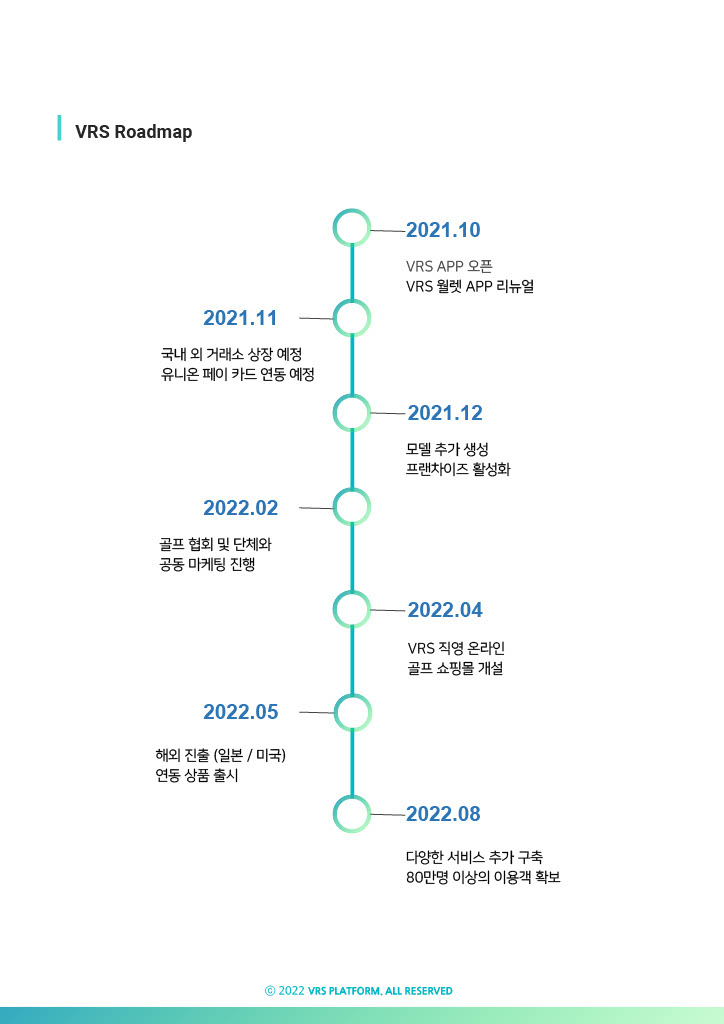 VRS Roadmap
2021.10
VRS APP 오픈
VRS 월렛 APP 리뉴얼
2021.11
국내 외 거래소 상장 예정
유니온 페이 카드 연동 예정
2021.12
모델 추가 생성
프랜차이즈 활성화
2022.02
골프 협회 및 단체와
공동 마케팅 진행
2022.04
VRS 직영 온라인
골프 쇼핑몰 개설
2022.05
해외 진출 (일본 / 미국)
연동 상품 출시
2022.08
다양한 서비스 추가 구축
80만명 이상의 이용객 확보
ⓒ 2022 VRS PLATFORM. ALL RESERVED